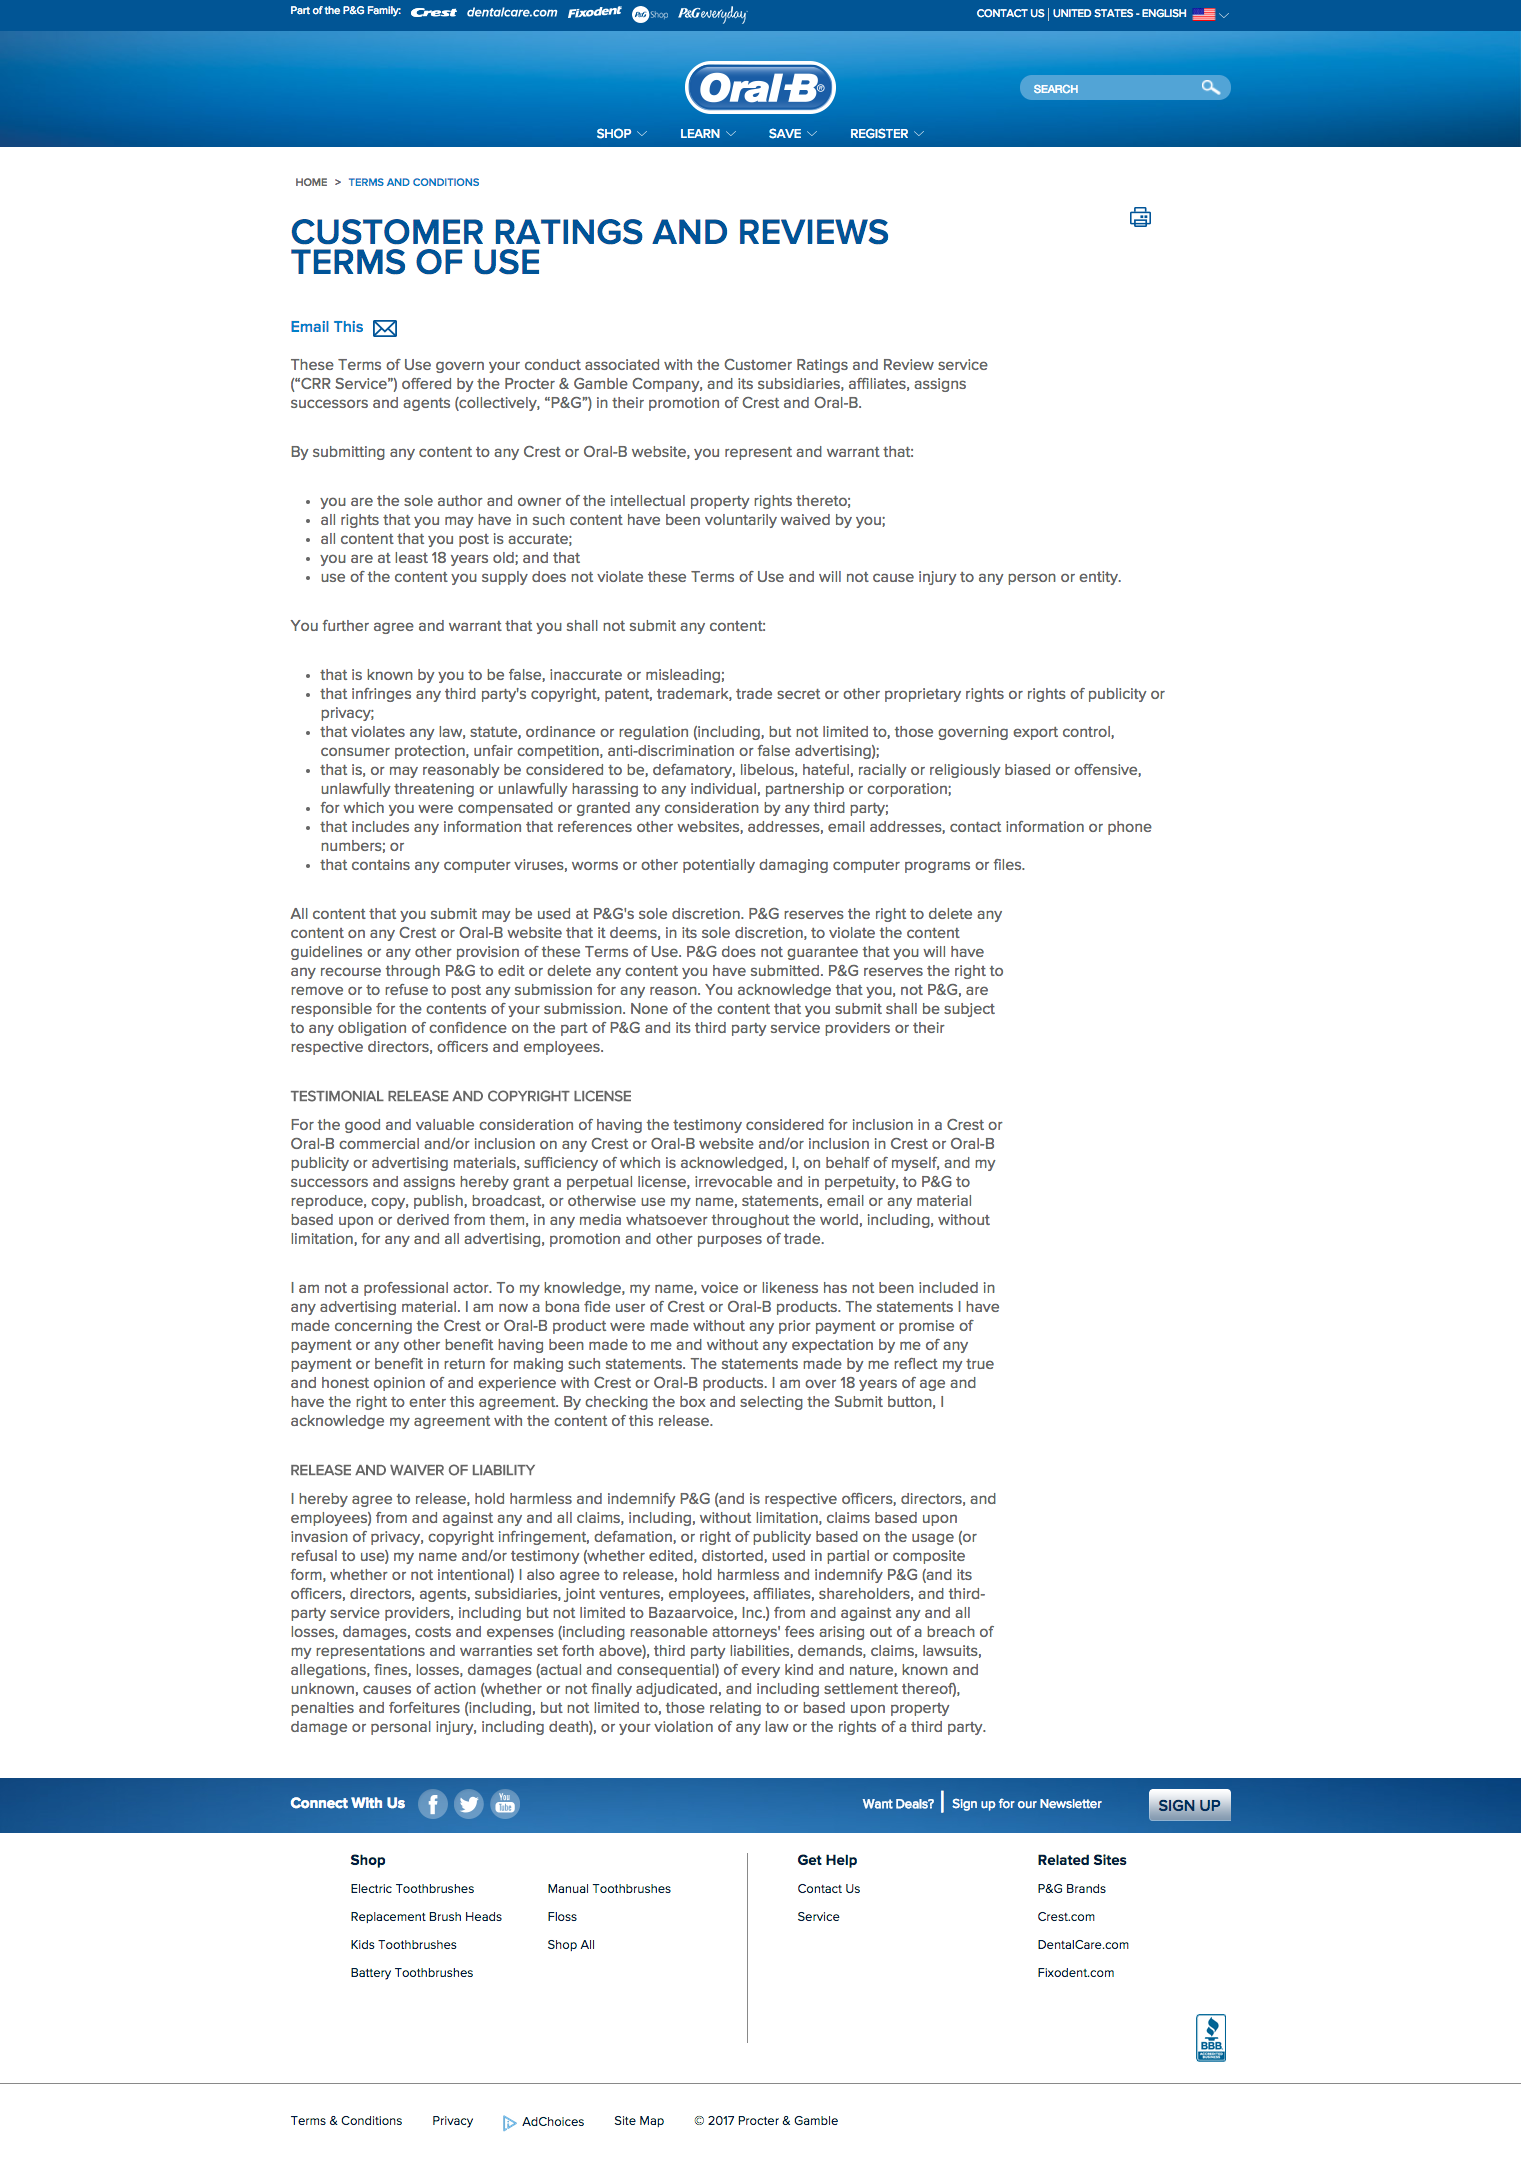 Part of the P&G Family: Crest dentalcare.com Fixodent P&G Shop P&Geveryday
CONTACT US | UNITED STATES - ENGLISH
Oral-B®
SEARCH
SHOP LEARN SAVE REGISTER
HOME > TERMS AND CONDITIONS
CUSTOMER RATINGS AND REVIEWS
TERMS OF USE
Email This
These Terms of Use govern your conduct associated with the Customer Ratings and Review service
(“CRR Service”) offered by the Procter & Gamble Company, and its subsidiaries, affiliates, assigns
successors and agents (collectively, “P&G”) in their promotion of Crest and Oral-B.
By submitting any content to any Crest or Oral-B website, you represent and warrant that:
• you are the sole author and owner of the intellectual property rights thereto;
• all rights that you may have in such content have been voluntarily waived by you;
• all content that you post is accurate;
• you are at least 18 years old; and that
• use of the content you supply does not violate these Terms of Use and will not cause injury to any person or entity.
You further agree and warrant that you shall not submit any content:
• that is known by you to be false, inaccurate or misleading;
• that infringes any third party's copyright, patent, trademark, trade secret or other proprietary rights or rights of publicity or
privacy;
• that violates any law, statute, ordinance or regulation (including, but not limited to, those governing export control,
consumer protection, unfair competition, anti-discrimination or false advertising);
• that is, or may reasonably be considered to be, defamatory, libelous, hateful, racially or religiously biased or offensive,
unlawfully threatening or unlawfully harassing to any individual, partnership or corporation;
• for which you were compensated or granted any consideration by any third party;
• that includes any information that references other websites, addresses, email addresses, contact information or phone
numbers; or
• that contains any computer viruses, worms or other potentially damaging computer programs or files.
All content that you submit may be used at P&G's sole discretion. P&G reserves the right to delete any
content on any Crest or Oral-B website that it deems, in its sole discretion, to violate the content
guidelines or any other provision of these Terms of Use. P&G does not guarantee that you will have
any recourse through P&G to edit or delete any content you have submitted. P&G reserves the right to
remove or to refuse to post any submission for any reason. You acknowledge that you, not P&G, are
responsible for the contents of your submission. None of the content that you submit shall be subject
to any obligation of confidence on the part of P&G and its third party service providers or their
respective directors, officers and employees.
TESTIMONIAL RELEASE AND COPYRIGHT LICENSE
For the good and valuable consideration of having the testimony considered for inclusion in a Crest or
Oral-B commercial and/or inclusion on any Crest or Oral-B website and/or inclusion in Crest or Oral-B
publicity or advertising materials, sufficiency of which is acknowledged, I, on behalf of myself, and my
successors and assigns hereby grant a perpetual license, irrevocable and in perpetuity, to P&G to
reproduce, copy, publish, broadcast, or otherwise use my name, statements, email or any material
based upon or derived from them, in any media whatsoever throughout the world, including, without
limitation, for any and all advertising, promotion and other purposes of trade.
I am not a professional actor. To my knowledge, my name, voice or likeness has not been included in
any advertising material. I am now a bona fide user of Crest or Oral-B products. The statements I have
made concerning the Crest or Oral-B product were made without any prior payment or promise of
payment or any other benefit having been made to me and without any expectation by me of any
payment or benefit in return for making such statements. The statements made by me reflect my true
and honest opinion of and experience with Crest or Oral-B products. I am over 18 years of age and
have the right to enter this agreement. By checking the box and selecting the Submit button, I
acknowledge my agreement with the content of this release.
RELEASE AND WAIVER OF LIABILITY
I hereby agree to release, hold harmless and indemnify P&G (and is respective officers, directors, and
employees) from and against any and all claims, including, without limitation, claims based upon
invasion of privacy, copyright infringement, defamation, or right of publicity based on the usage (or
refusal to use) my name and/or testimony (whether edited, distorted, used in partial or composite
form, whether or not intentional) I also agree to release, hold harmless and indemnify P&G (and its
officers, directors, agents, subsidiaries, joint ventures, employees, affiliates, shareholders, and third-
party service providers, including but not limited to Bazaarvoice, Inc.) from and against any and all
losses, damages, costs and expenses (including reasonable attorneys' fees arising out of a breach of
my representations and warranties set forth above), third party liabilities, demands, claims, lawsuits,
allegations, fines, losses, damages (actual and consequential) of every kind and nature, known and
unknown, causes of action (whether or not finally adjudicated, and including settlement thereof),
penalties and forfeitures (including, but not limited to, those relating to or based upon property
damage or personal injury, including death), or your violation of any law or the rights of a third party.
Connect With Us You Tube
Want Deals? | Sign up for our Newsletter SIGN UP
Shop
Electric Toothbrushes
Replacement Brush Heads
Kids Toothbrushes
Battery Toothbrushes
Manual Toothbrushes
Floss
Shop All
Get Help
Contact Us
Service
Related Sites
P&G Brands
Crest.com
DentalCare.com
Fixodent.com
BBB
Terms & Conditions Privacy AdChoices Site Map © 2017 Procter & Gamble